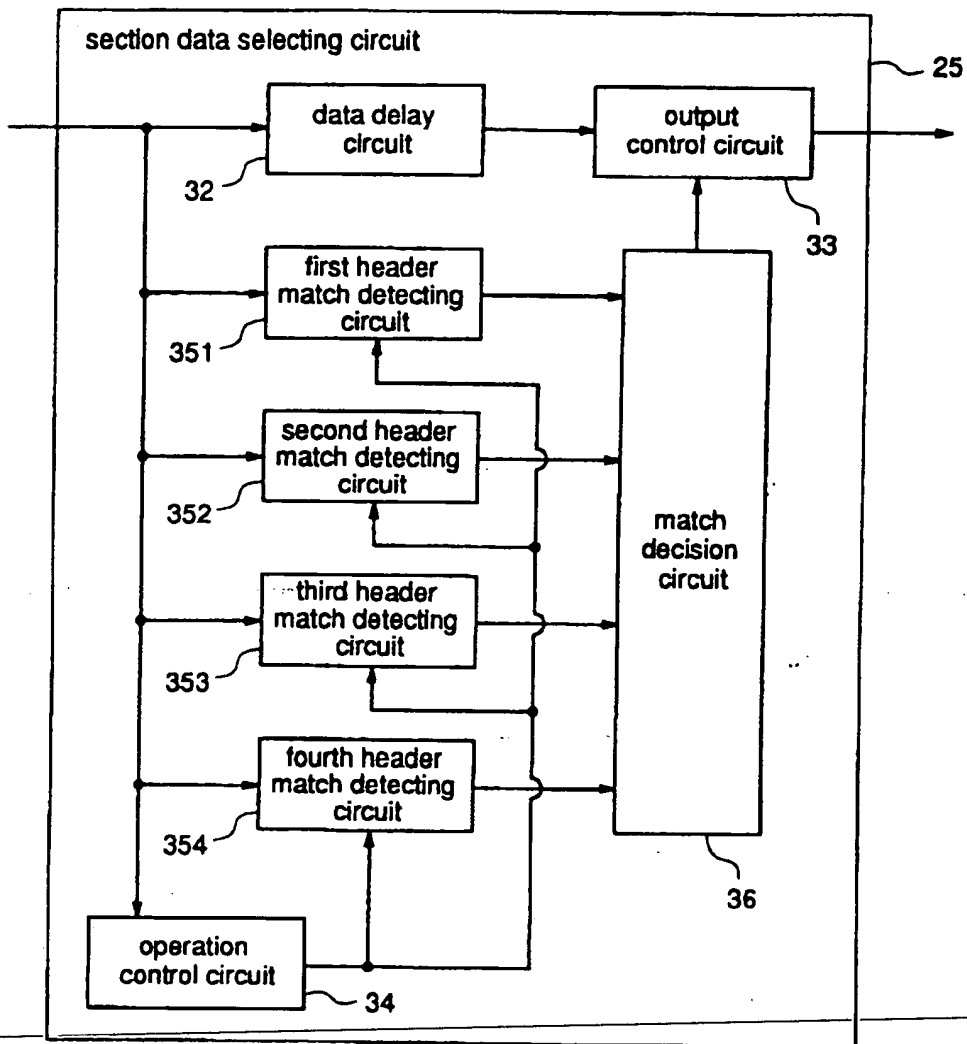 section data selecting circuit
25
data delay
circuit
32
output
control circuit
33
first header
match detecting
circuit
351
second header
match detecting
circuit
352
third header
match detecting
circuit
353
fourth header
match detecting
circuit
354
match
decision
circuit
36
operation
control circuit
34